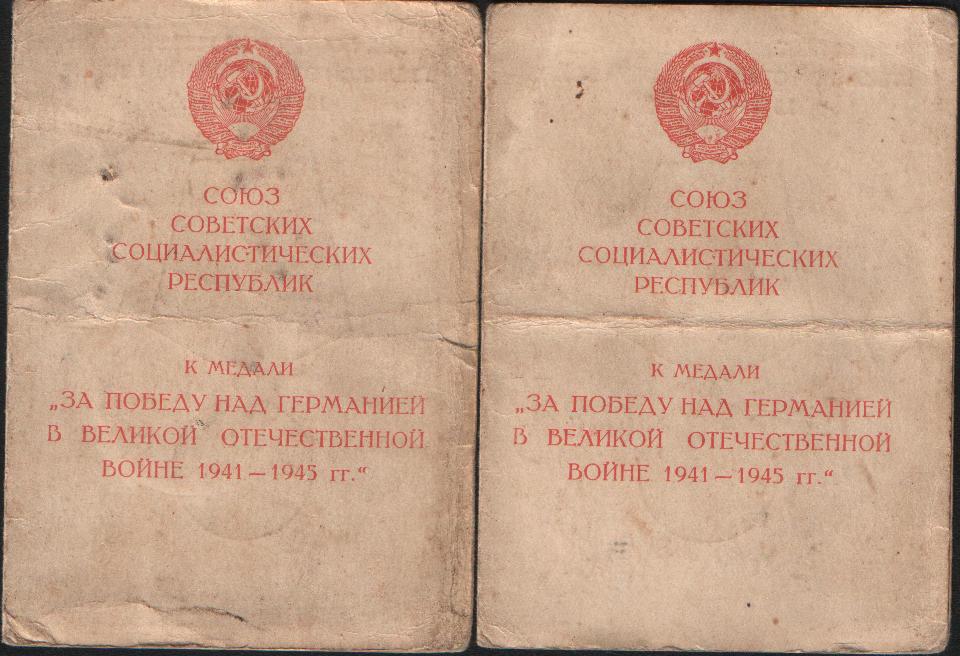 СОЮЗ
СОВЕТСКИХ
СОЦИАЛИСТИЧЕСКИХ
РЕСПУБЛИК
К МЕДАЛИ
„ЗА ПОБЕДУ НАД ГЕРМАНИЕЙ
В ВЕЛИКОЙ ОТЕЧЕСТВЕННОЙ
ВОЙНЕ 1941—1945 гг.“
СОЮЗ
СОВЕТСКИХ
СОЦИАЛИСТИЧЕСКИХ
РЕСПУБЛИК
К МЕДАЛИ
„ЗА ПОБЕДУ НАД ГЕРМАНИЕЙ
В ВЕЛИКОЙ ОТЕЧЕСТВЕННОЙ
ВОЙНЕ 1941—1945 гг.“